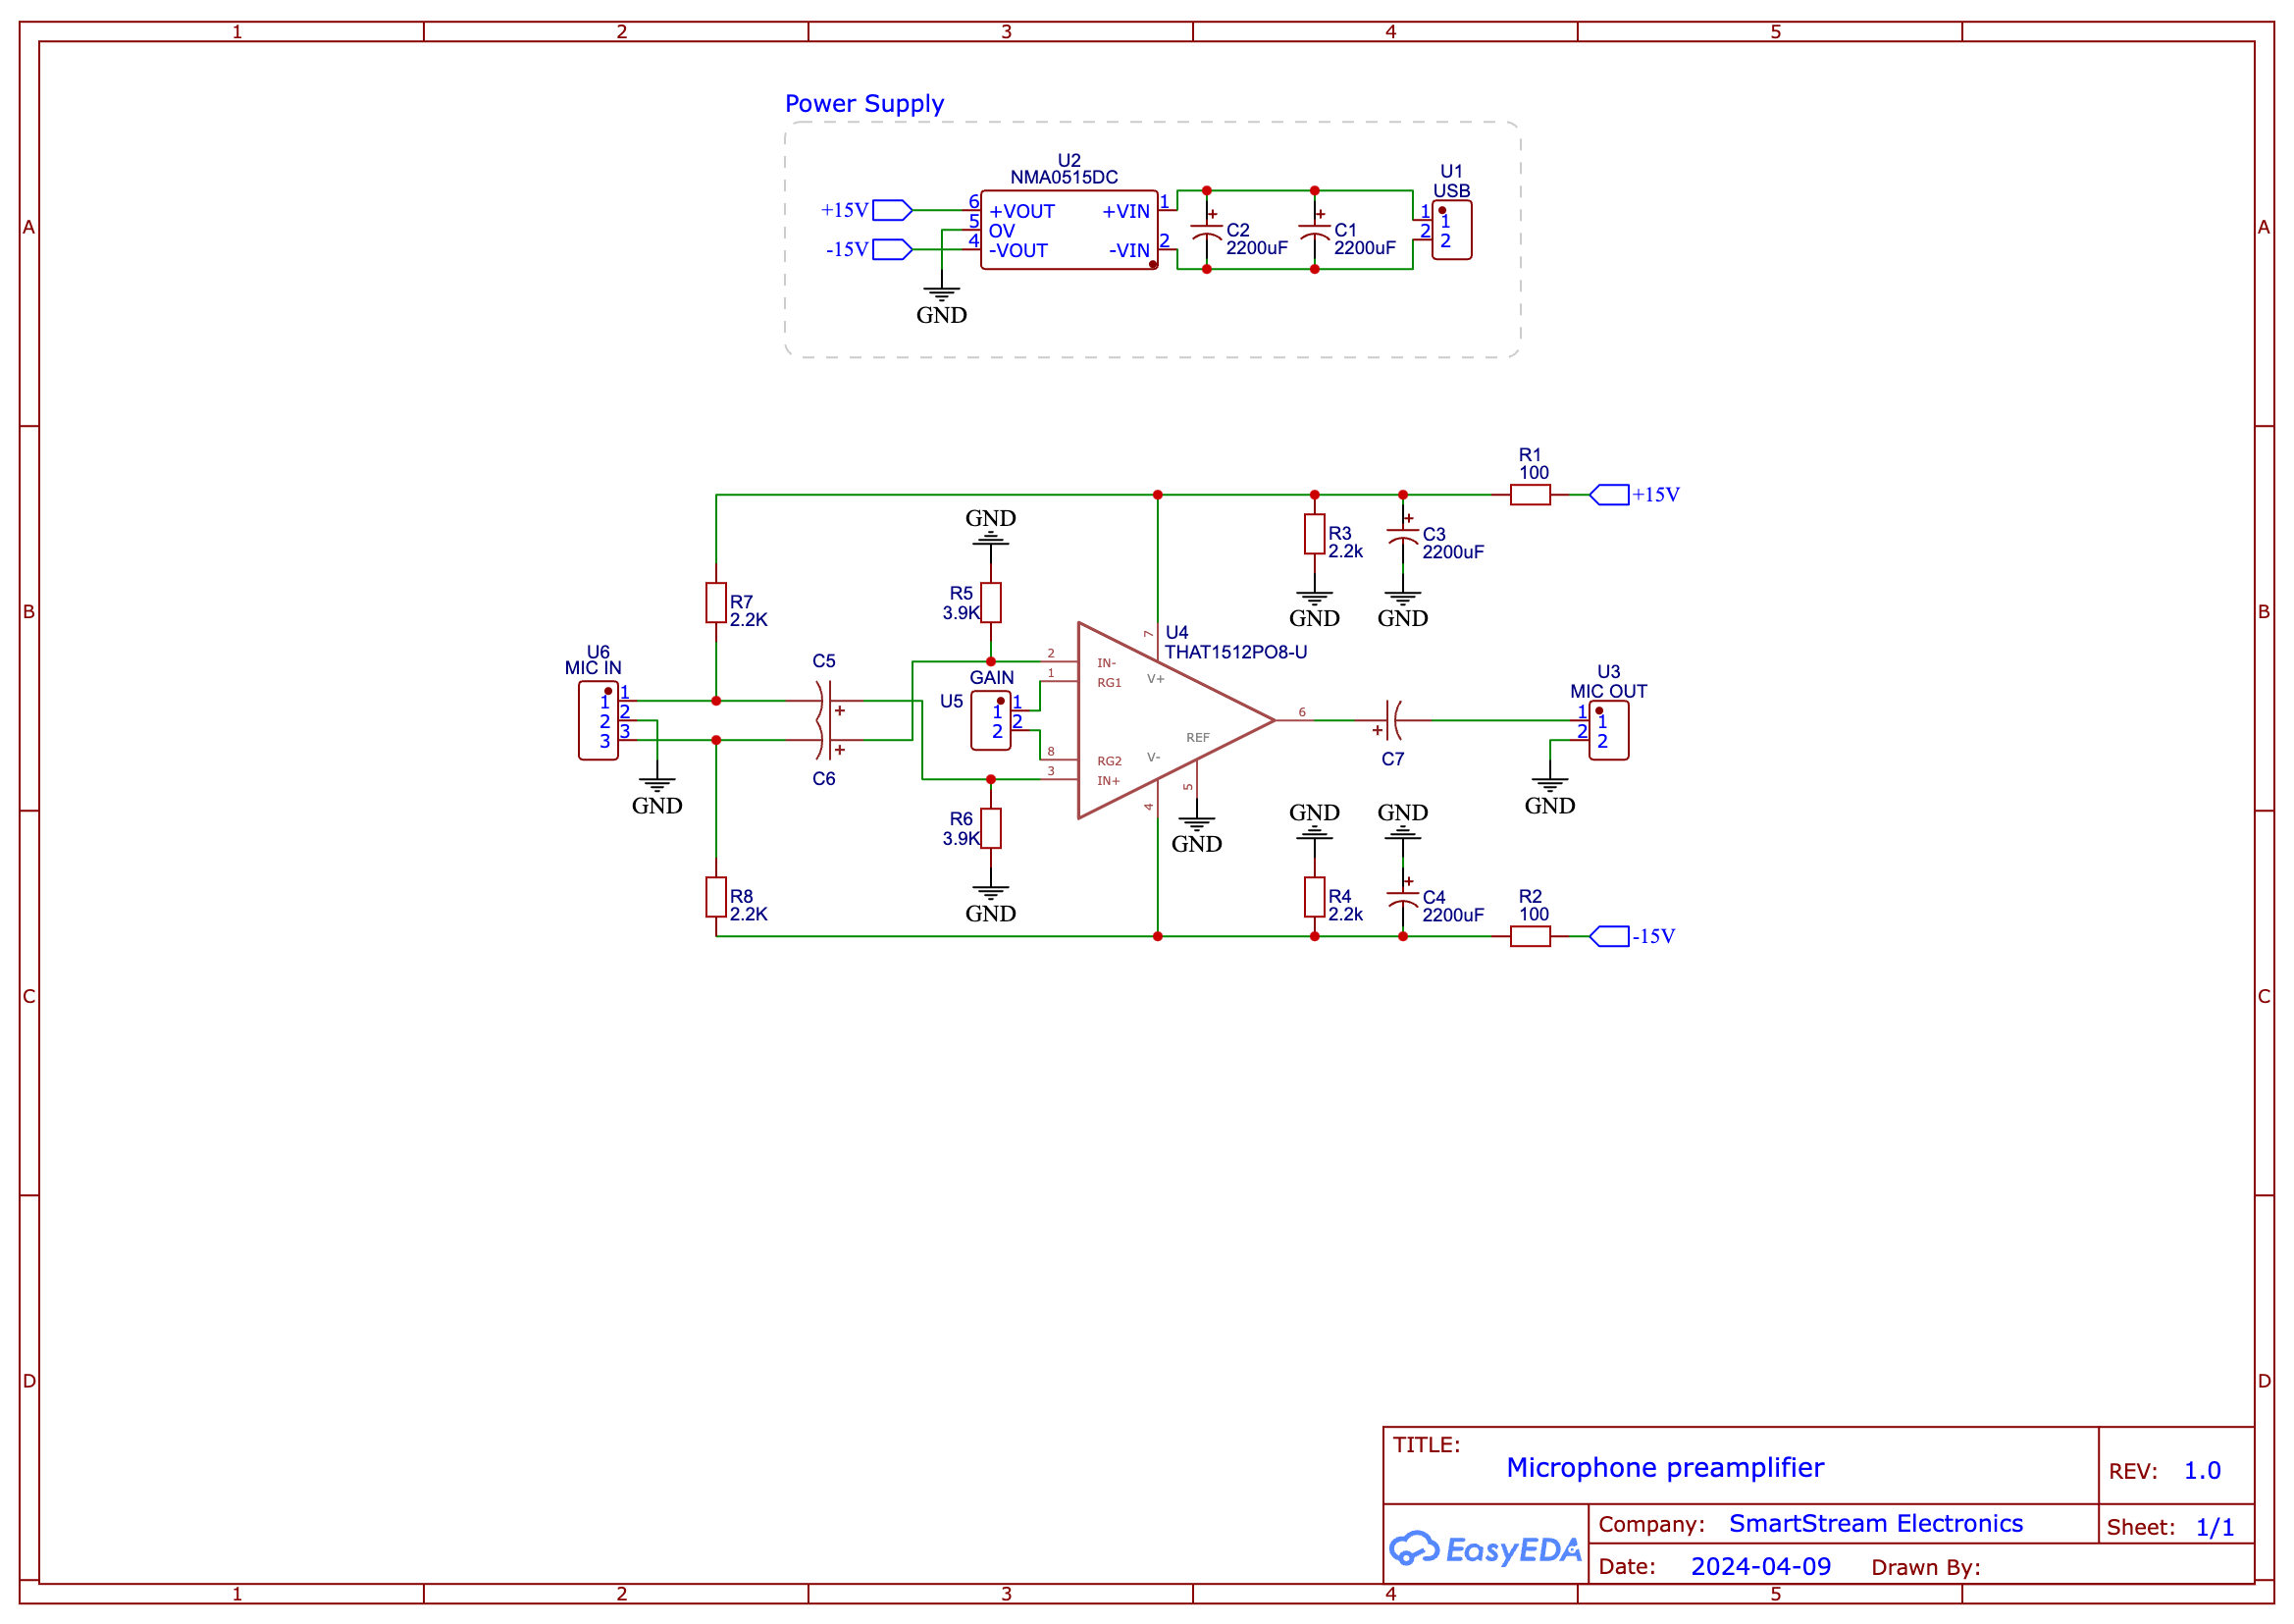 1 2 3 4 5
A A
Power Supply
U2
NMA0515DC
U1
USB
+15V 6 +VOUT +VIN 1
5 OV
-15V 4 -VOUT -VIN 2
+ C2
2200uF
+ C1
2200uF
1 1
2 2
GND
R1
100
+15V
GND
R3
2.2k
+ C3
2200uF
GND GND
B B
R7
2.2K
R5
3.9K
U4
THAT1512PO8-U
U6
MIC IN
1 1
2 2
3 3
GND
C5
+
+
C6
GAIN
U5
1 1
2 2
2 IN-
1 RG1
8 RG2
3 IN+
7
V+
REF
V-
4
5
6
GND
+
C7
U3
MIC OUT
1 1
2 2
GND
R6
3.9K
GND
GND GND
R8
2.2K
R4
2.2k
+ C4
2200uF
R2
100
-15V
C C
D D
TITLE:
Microphone preamplifier
REV: 1.0
EasyEDA
Company: SmartStream Electronics
Sheet: 1/1
Date: 2024-04-09 Drawn By:
1 2 3 4 5